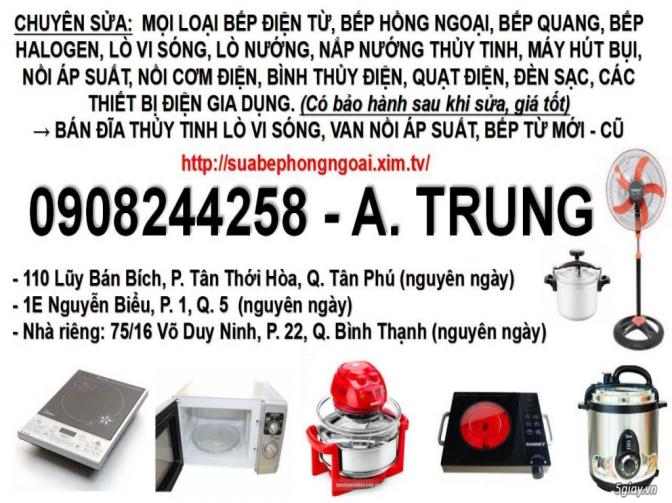 CHUYÊN SỬA: MỌI LOẠI BẾP ĐIỆN TỪ, BẾP HỒNG NGOẠI, BẾP QUANG, BẾP
HALOGEN, LÒ VI SÓNG, LÒ NƯỚNG, NẮP NƯỚNG THỦY TINH, MÁY HÚT BỤI,
NỒI ÁP SUẤT, NỒI CƠM ĐIỆN, BÌNH THỦY ĐIỆN, QUẠT ĐIỆN, ĐÈN SẠC, CÁC
THIẾT BỊ ĐIỆN GIA DỤNG. (Có bảo hành sau khi sửa, giá tốt)
→ BÁN ĐĨA THỦY TINH LÒ VI SÓNG, VAN NỒI ÁP SUẤT, BẾP TỪ MỚI - CŨ
http://suabephongngoai.xim.tv/
0908244258 - A. TRUNG
- 110 Lũy Bán Bích, P. Tân Thới Hòa, Q. Tân Phú (nguyên ngày)
- 1E Nguyễn Biểu, P. 1, Q. 5 (nguyên ngày)
- Nhà riêng: 75/16 Võ Duy Ninh, P. 22, Q. Bình Thạnh (nguyên ngày)
5giay.vn